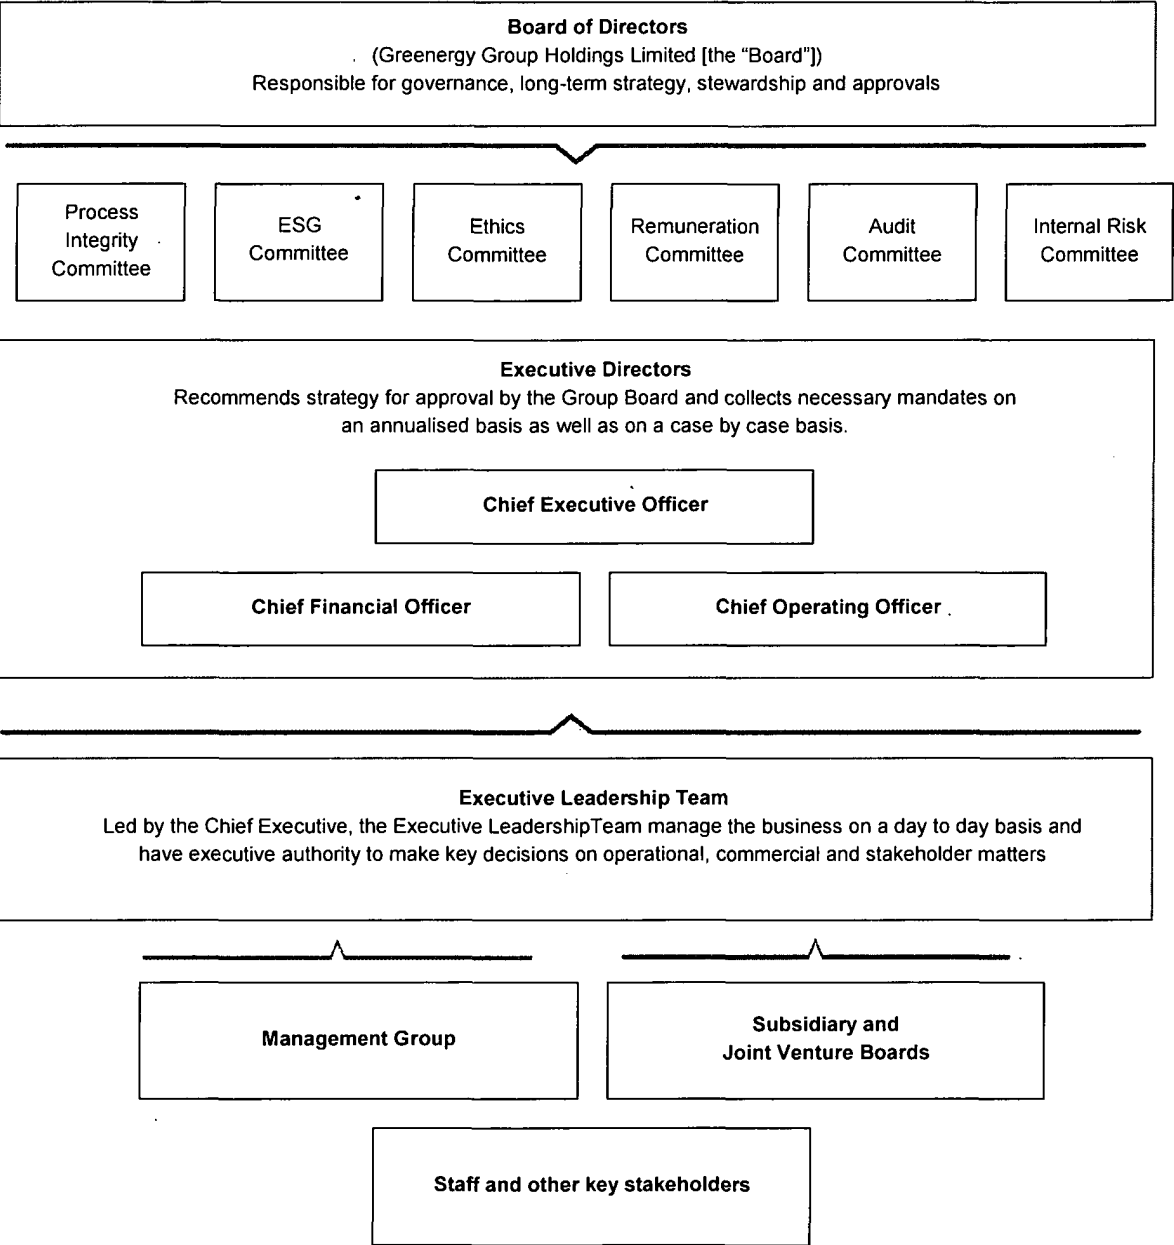 Board of Directors
(Greenergy Group Holdings Limited [the “Board”])
Responsible for governance, long-term strategy, stewardship and approvals
Process
Integrity
Committee
ESG
Committee
Ethics
Committee
Remuneration
Committee
Audit
Committee
Internal Risk
Committee
Executive Directors
Recommends strategy for approval by the Group Board and collects necessary mandates on
an annualised basis as well as on a case by case basis.
Chief Executive Officer
Chief Financial Officer
Chief Operating Officer
Executive Leadership Team
Led by the Chief Executive, the Executive LeadershipTeam manage the business on a day to day basis and
have executive authority to make key decisions on operational, commercial and stakeholder matters
Management Group
Subsidiary and
Joint Venture Boards
Staff and other key stakeholders